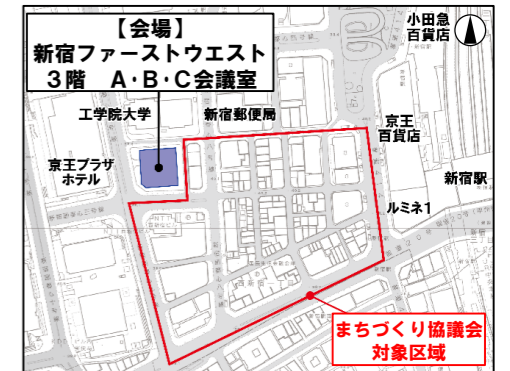 【会場】
新宿ファーストウエスト
3階 A・B・C会議室
小田急
百貨店
工学院大学
新宿郵便局
京王
百貨店
京王プラザ
ホテル
新宿駅
ルミネ1
まちづくり協議会
対象区域